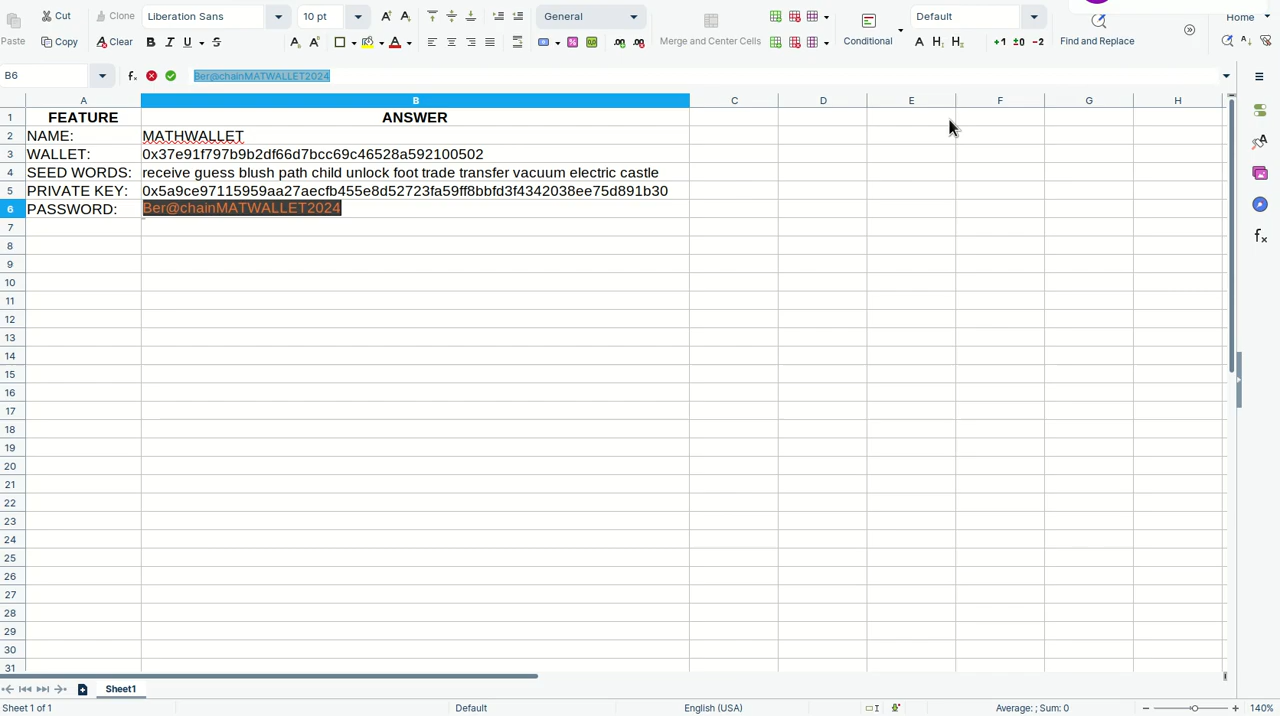 Cut
Clone
Liberation Sans
10 pt
General
Default
Home
Paste
Copy
Clear
Merge and Center Cells
Conditional
Find and Replace
B6
Ber@chainMATWALLET2024
A B C D E F G H
1 FEATURE ANSWER
2 NAME: MATHWALLET
3 WALLET: 0x37e91f797b9b2df66d7bcc69c46528a592100502
4 SEED WORDS: receive guess blush path child unlock foot trade transfer vacuum electric castle
5 PRIVATE KEY: 0x5a9ce97115959aa27aecfb455e8d52723fa59ff8bbfd3f4342038ee75d891b30
6 PASSWORD: Ber@chainMATWALLET2024
7
8
9
10
11
12
13
14
15
16
17
18
19
20
21
22
23
24
25
26
27
28
29
30
31
Sheet1
Sheet 1 of 1
Default
English (USA)
Average: ; Sum: 0
140%